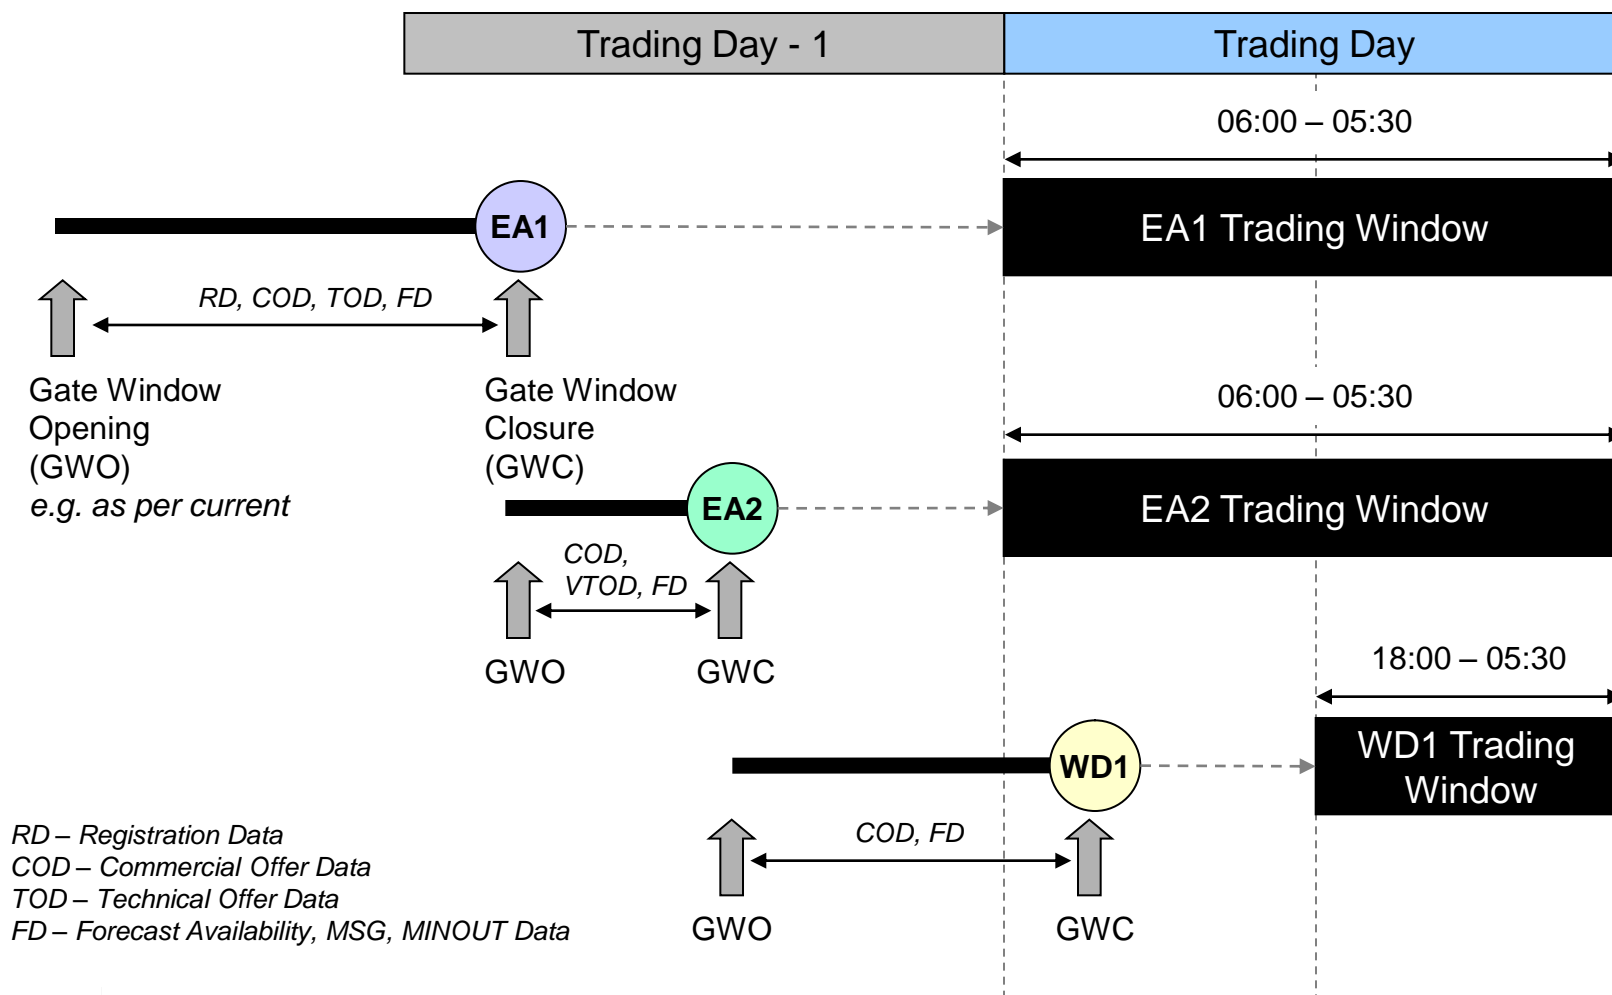 Trading Day - 1
Trading Day
06:00 – 05:30
EA1
EA1 Trading Window
RD, COD, TOD, FD
Gate Window
Opening
(GWO)
e.g. as per current
Gate Window
Closure
(GWC)
06:00 – 05:30
EA2
EA2 Trading Window
COD,
VTOD, FD
GWO
GWC
18:00 – 05:30
WD1
WD1 Trading
Window
COD, FD
GWO
GWC
RD – Registration Data
COD – Commercial Offer Data
TOD – Technical Offer Data
FD – Forecast Availability, MSG, MINOUT Data